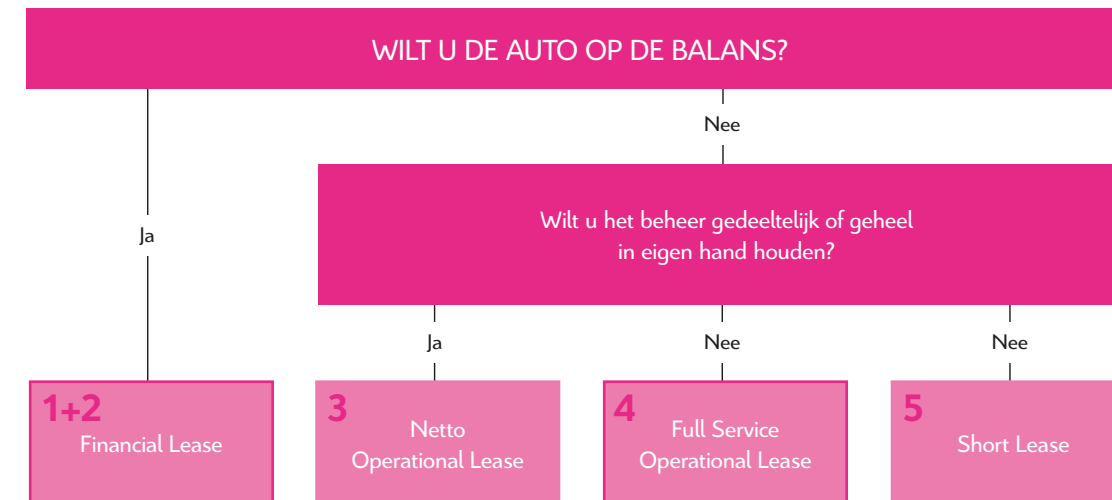 WILT U DE AUTO OP DE BALANS?
Nee
Wilt u het beheer gedeeltelijk of geheel
in eigen hand houden?
Ja
Ja
Nee
Nee
1+2
Financial Lease
3
Netto
Operational Lease
4
Full Service
Operational Lease
5
Short Lease